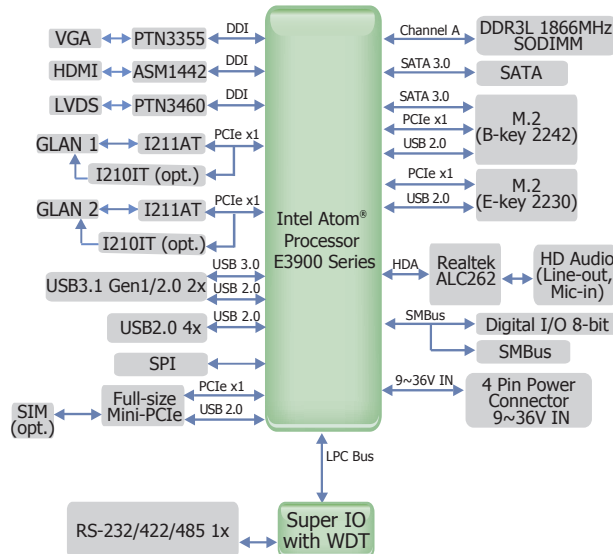 VGA
PTN3355
DDI
HDMI
ASM1442
DDI
LVDS
PTN3460
DDI
GLAN 1
I211AT
PCIe x1
I210IT (opt.)
GLAN 2
I211AT
PCIe x1
I210IT (opt.)
USB3.1 Gen1/2.0 2x
USB 3.0
USB 2.0
USB2.0 4x
USB 2.0
SPI
SIM
(opt.)
Full-size
Mini-PCIe
PCIe x1
USB 2.0
Intel Atom®
Processor
E3900 Series
Channel A
DDR3L 1866MHz
SODIMM
SATA 3.0
SATA
SATA 3.0
PCIe x1
USB 2.0
M.2
(B-key 2242)
PCIe x1
USB 2.0
M.2
(E-key 2230)
HDA
Realtek
ALC262
HD Audio
(Line-out,
Mic-in)
SMBus
Digital I/O 8-bit
SMBus
9~36V IN
4 Pin Power
Connector
9~36V IN
LPC Bus
RS-232/422/485 1x
Super IO
with WDT